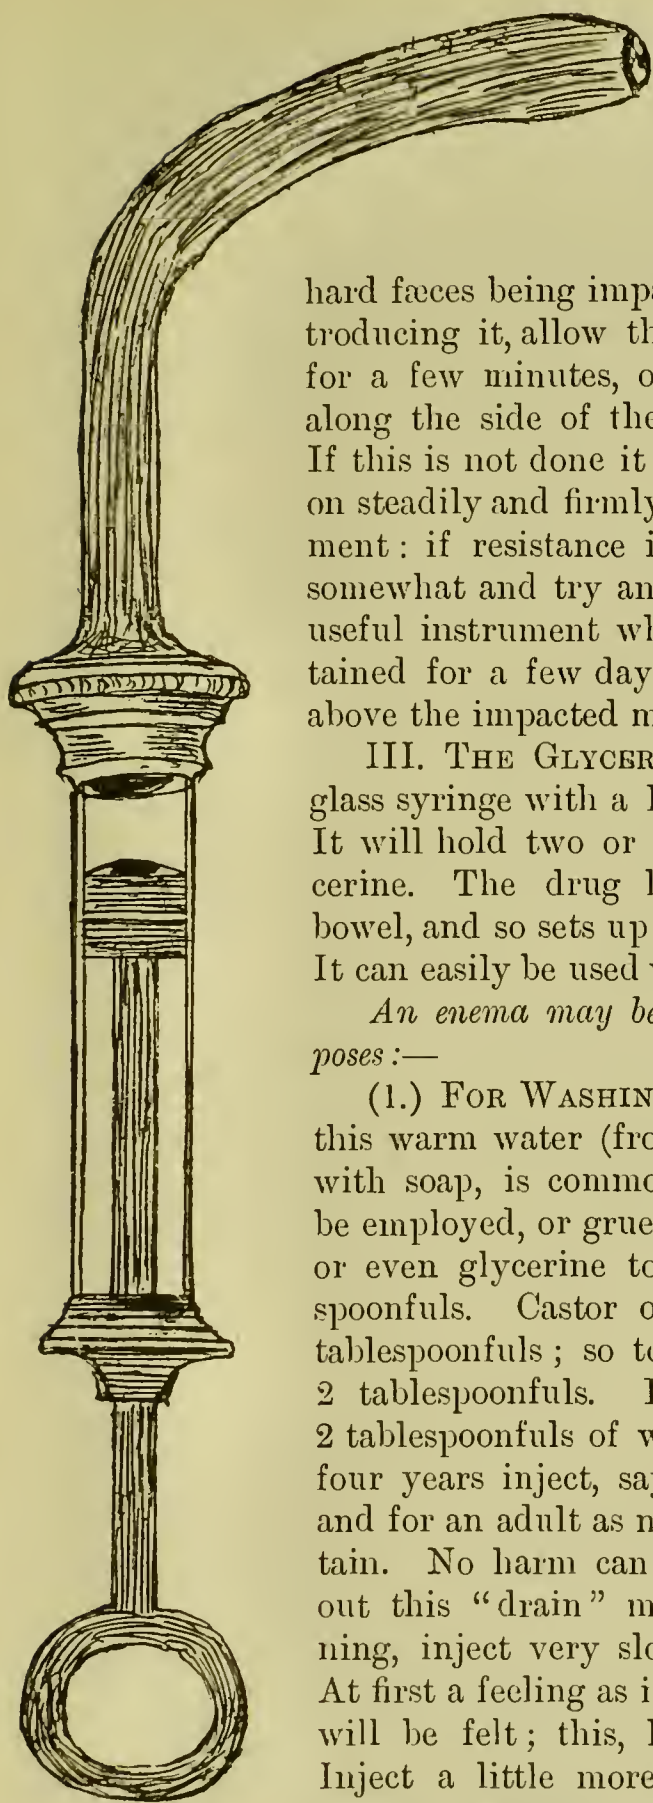 hard fæces being impa
troducing it, allow th
for a few minutes, o
along the side of the
If this is not done it
on steadily and firmly
ment : if resistance i
somewhat and try an
useful instrument wh
tained for a few day
above the impacted m
III. THE GLYCER
glass syringe with a l
It will hold two or
cerine. The drug l
bowel, and so sets up
It can easily be used
An enema may be
poses :—
(1.) FOR WASHIN
this warm water (fro
with soap, is commo
be employed, or grue
or even glycerine to
spoonfuls. Castor o
tablespoonfuls ; so te
2 tablespoonfuls.
2 tablespoonfuls of w
four years inject, say
and for an adult as m
tain. No harm can
out this “drain” m
ning, inject very slo
At first a feeling as i
will be felt ; this, l
Inject a little more